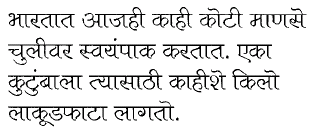 भारतात आजही काही कोटी माणसे
चुलीवर स्वयंपाक करतात. एका
कुटुंबाला त्यासाठी काहीशे किलो
लाकूडफाटा लागतो.